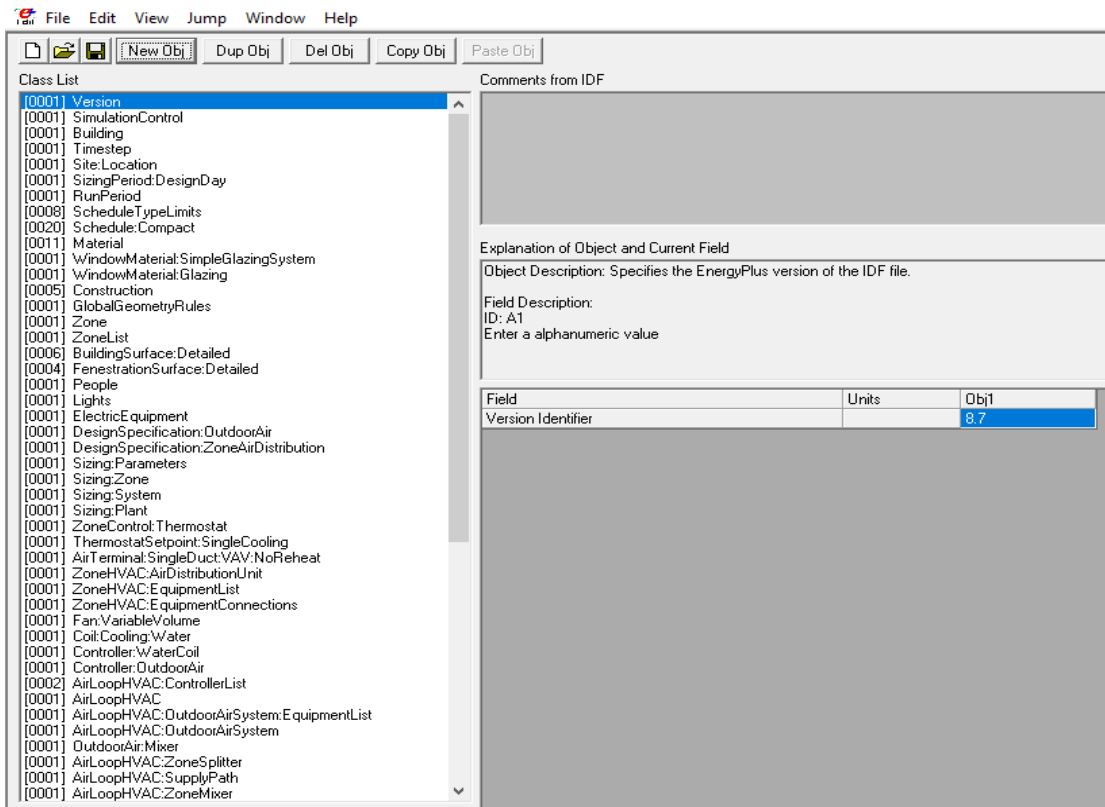 File Edit View Jump Window Help
New Obj Dup Obj Del Obj Copy Obj Paste Obj
Class List
[0001] Version
[0001] SimulationControl
[0001] Building
[0001] Timestep
[0001] Site:Location
[0001] SizingPeriod:DesignDay
[0001] RunPeriod
[0008] ScheduleTypeLimits
[0020] Schedule:Compact
[0011] Material
[0001] WindowMaterial:SimpleGlazingSystem
[0001] WindowMaterial:Glazing
[0005] Construction
[0001] GlobalGeometryRules
[0001] Zone
[0001] ZoneList
[0006] BuildingSurface:Detailed
[0004] FenestrationSurface:Detailed
[0001] People
[0001] Lights
[0001] ElectricEquipment
[0001] DesignSpecification:OutdoorAir
[0001] DesignSpecification:ZoneAirDistribution
[0001] Sizing:Parameters
[0001] Sizing:Zone
[0001] Sizing:System
[0001] Sizing:Plant
[0001] ZoneControl:Thermostat
[0001] ThermostatSetpoint:SingleCooling
[0001] AirTerminal:SingleDuct:VAV:NoReheat
[0001] ZoneHVAC:AirDistributionUnit
[0001] ZoneHVAC:EquipmentList
[0001] ZoneHVAC:EquipmentConnections
[0001] Fan:VariableVolume
[0001] Coil:Cooling:Water
[0001] Controller:WaterCoil
[0001] Controller:OutdoorAir
[0002] AirLoopHVAC:ControllerList
[0001] AirLoopHVAC
[0001] AirLoopHVAC:OutdoorAirSystem:EquipmentList
[0001] AirLoopHVAC:OutdoorAirSystem
[0001] OutdoorAir:Mixer
[0001] AirLoopHVAC:ZoneSplitter
[0001] AirLoopHVAC:SupplyPath
[0001] AirLoopHVAC:ZoneMixer
Comments from IDF
Explanation of Object and Current Field
Object Description: Specifies the EnergyPlus version of the IDF file.
Field Description:
ID: A1
Enter a alphanumeric value
Field Units Obj1
Version Identifier 8.7